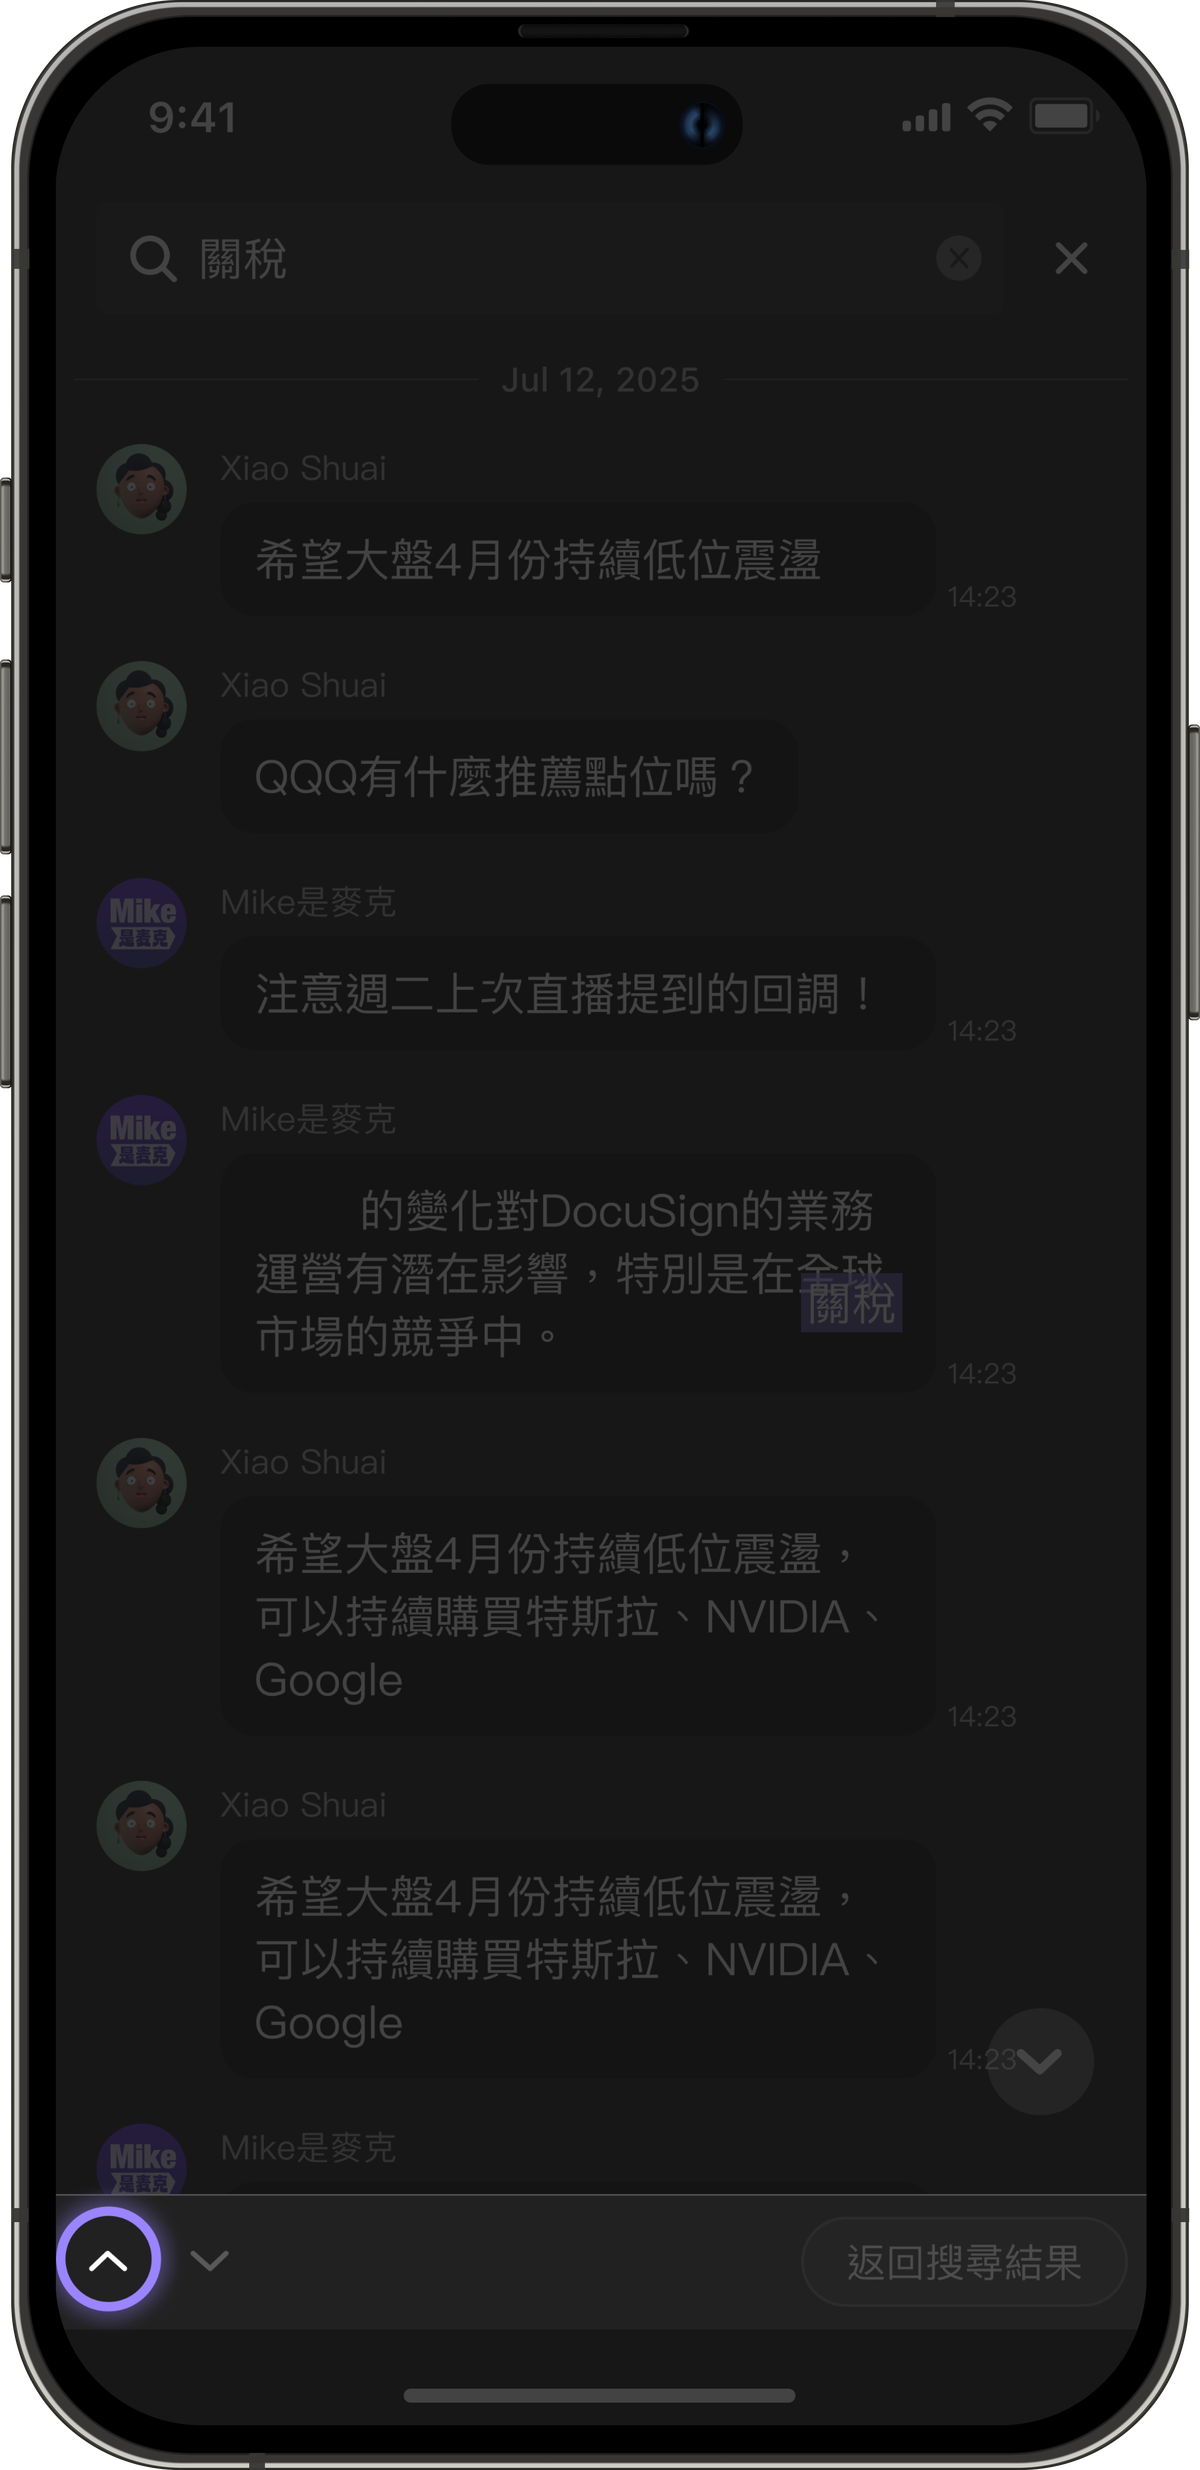 9:41
關稅
Jul 12, 2025
Xiao Shuai
希望大盤4月份持續低位震盪
14:23
Xiao Shuai
QQQ有什麼推薦點位嗎？
Mike
是麦克
Mike是麥克
注意週二上次直播提到的回調！
14:23
Mike
是麦克
Mike是麥克
的變化對DocuSign的業務
運營有潛在影響，特別是在全球
關稅
市場的競爭中。
14:23
Xiao Shuai
希望大盤4月份持續低位震盪，
可以持續購買特斯拉、NVIDIA、
Google
14:23
Xiao Shuai
希望大盤4月份持續低位震盪，
可以持續購買特斯拉、NVIDIA、
Google
14:23
Mike
是麦克
Mike是麥克
返回搜尋結果